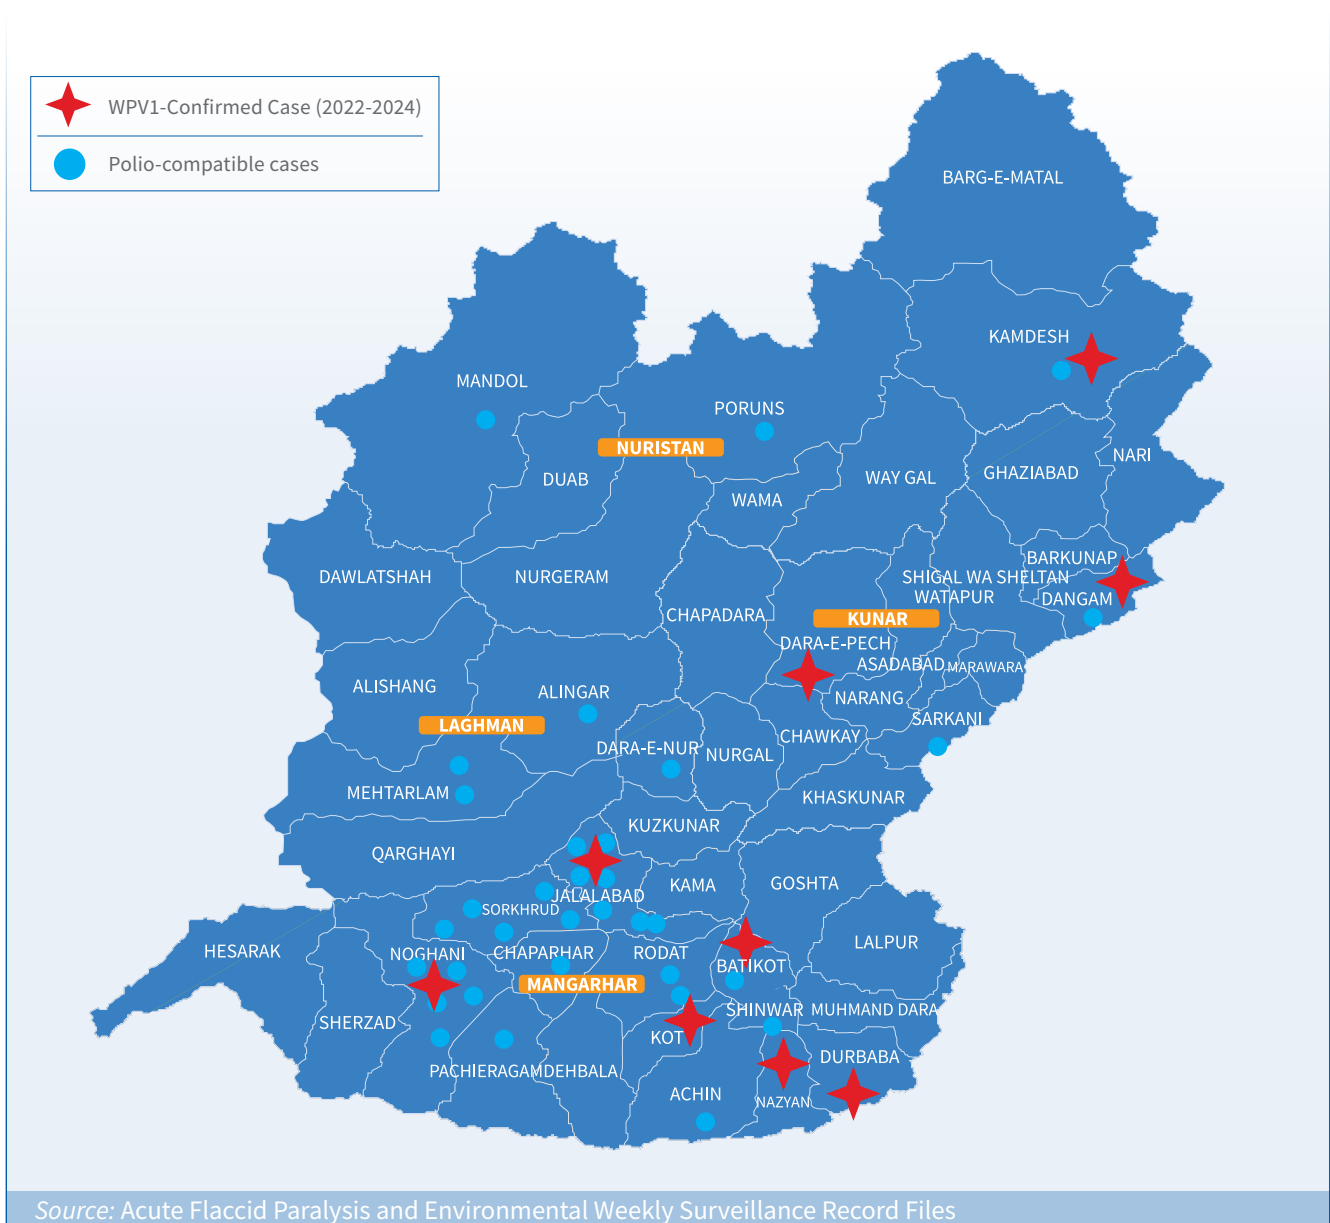 WPV1-Confirmed Case (2022-2024)
Polio-compatible cases
BARG-E-MATAL
KAMDESH
MANDOL
PORUNS
NURISTAN
NARI
GHAZIABAD
WAY GAL
DUAB
WAMA
BARKUNAP
DAWLATSHAH
NURGERAM
SHIGAL WA SHELTAN
WATAPUR
DANGAM
CHAPADARA
KUNAR
DARA-E-PECH
ASADABAD
MARAWARA
ALISHANG
ALINGAR
NARANG
SARKANI
LAGHMAN
CHAWKAY
DARA-E-NUR
NURGAL
MEHTARLAM
KHASKUNAR
KUZKUNAR
QARGHAYI
KAMA
GOSHTA
JALALABAD
SORKHRUD
LALPUR
HESARAK
NOGHANI
CHAPARHAR
RODAT
BATIKOT
MANGARHAR
SHERZAD
SHINWAR
MUHMAND DARA
KOT
DURBABA
PACHIERAGAM
DEHBALA
ACHIN
NAZYAN
Source: Acute Flaccid Paralysis and Environmental Weekly Surveillance Record Files